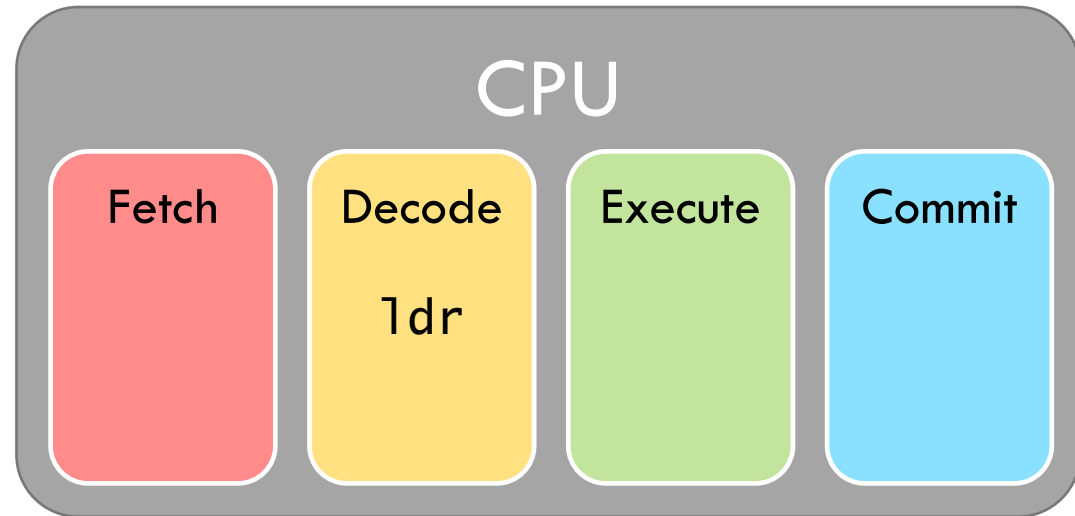 CPU
Fetch
Decode
Execute
Commit
ldr